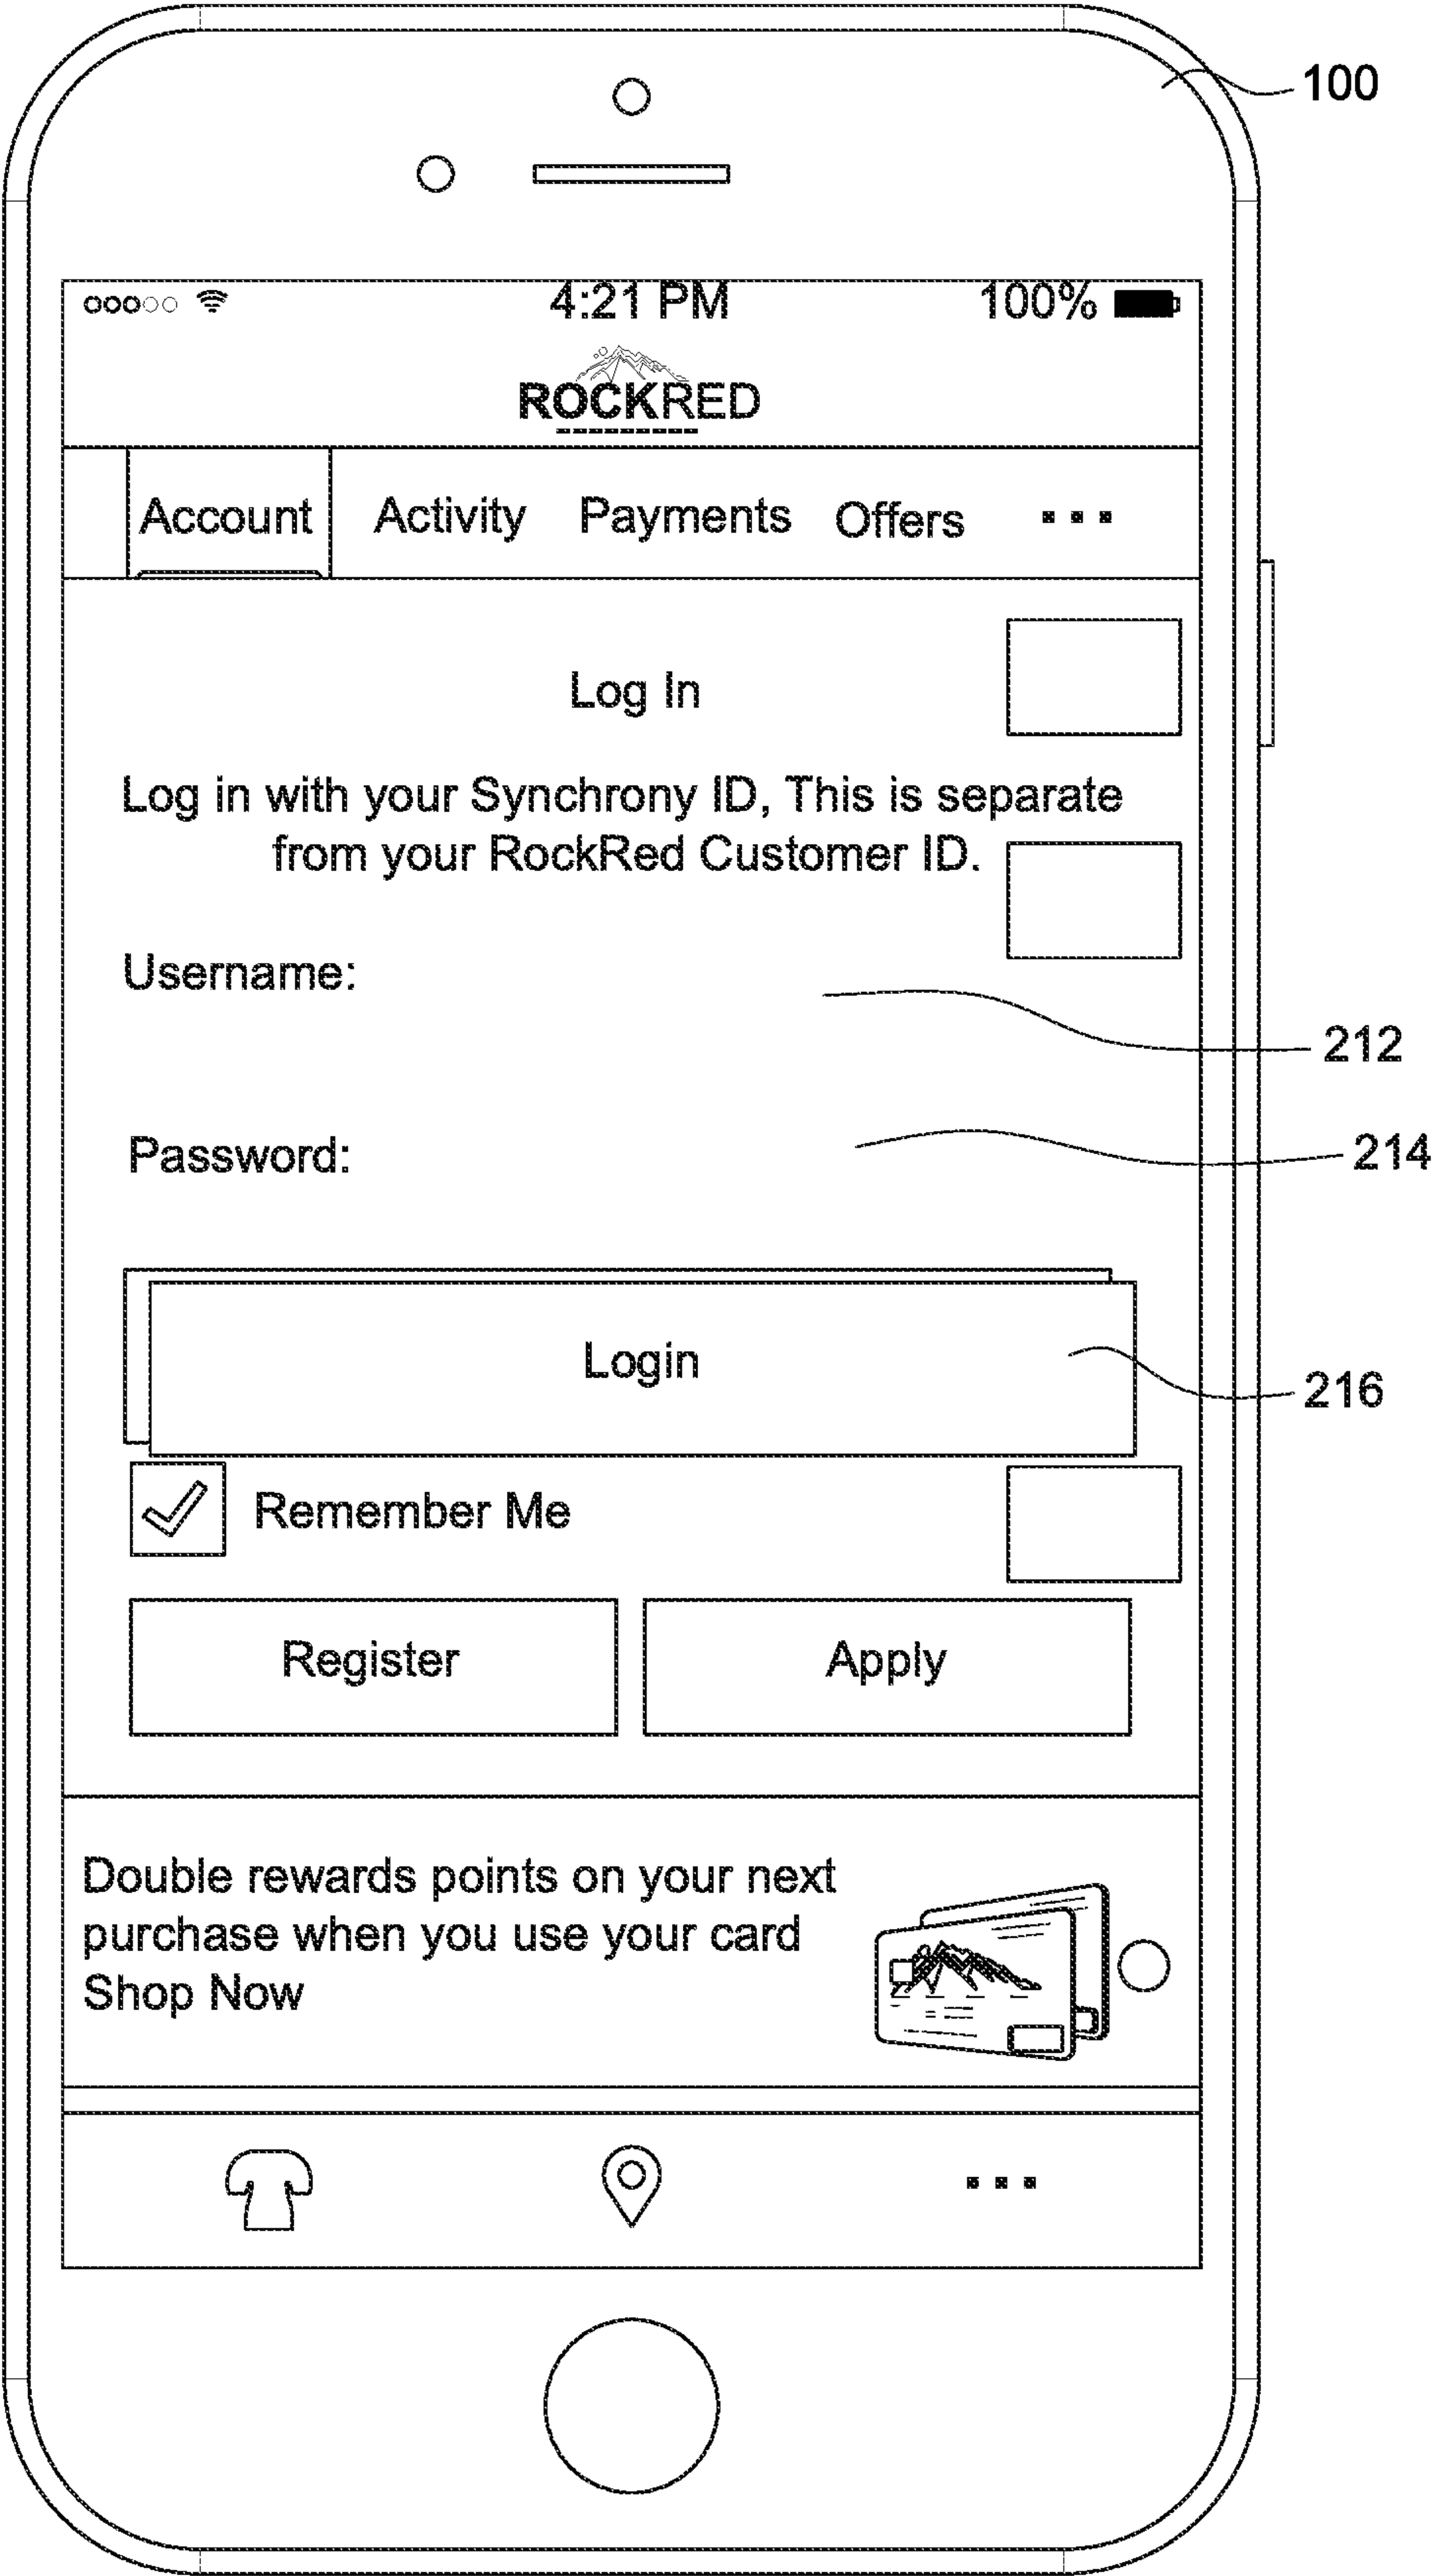 100
4:21 PM 100%
ROCKRED
Account Activity Payments Offers ...
Log In
Log in with your Synchrony ID, This is separate
from your RockRed Customer ID.
Username:
212
Password:
214
Login
216
Remember Me
Register Apply
Double rewards points on your next
purchase when you use your card
Shop Now
...